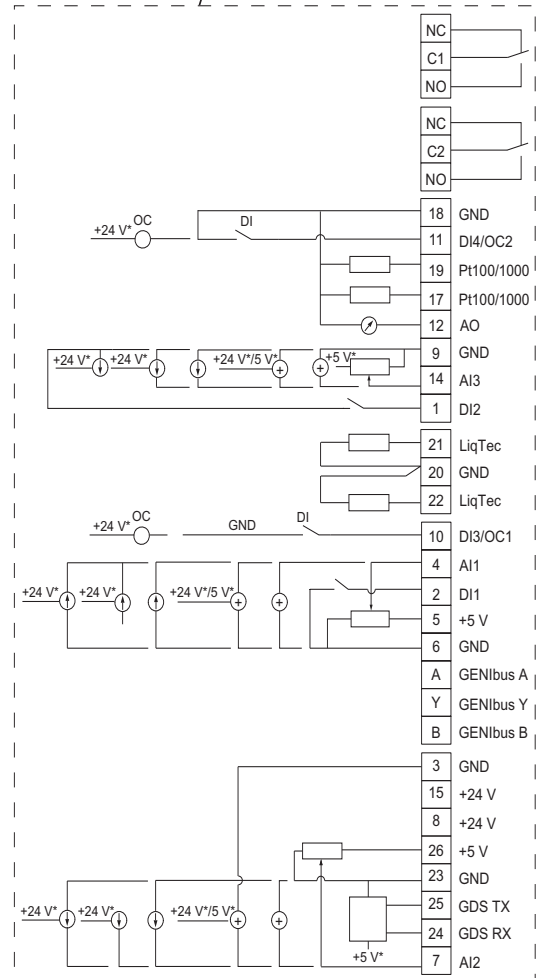 NC
C1
NO
NC
C2
NO
18 GND
+24 V* OC DI 11 DI4/OC2
19 Pt100/1000
17 Pt100/1000
12 AO
9 GND
+24 V* +24 V* +24 V*/5 V* +5 V*
14 AI3
1 DI2
21 LiqTec
20 GND
22 LiqTec
+24 V* OC GND DI 10 DI3/OC1
4 AI1
+24 V* +24 V* +24 V*/5 V* 2 DI1
5 +5 V
6 GND
A GENIbus A
Y GENIbus Y
B GENIbus B
3 GND
15 +24 V
8 +24 V
26 +5 V
23 GND
25 GDS TX
+24 V* +24 V* +24 V*/5 V*
24 GDS RX
+5 V*
7 AI2